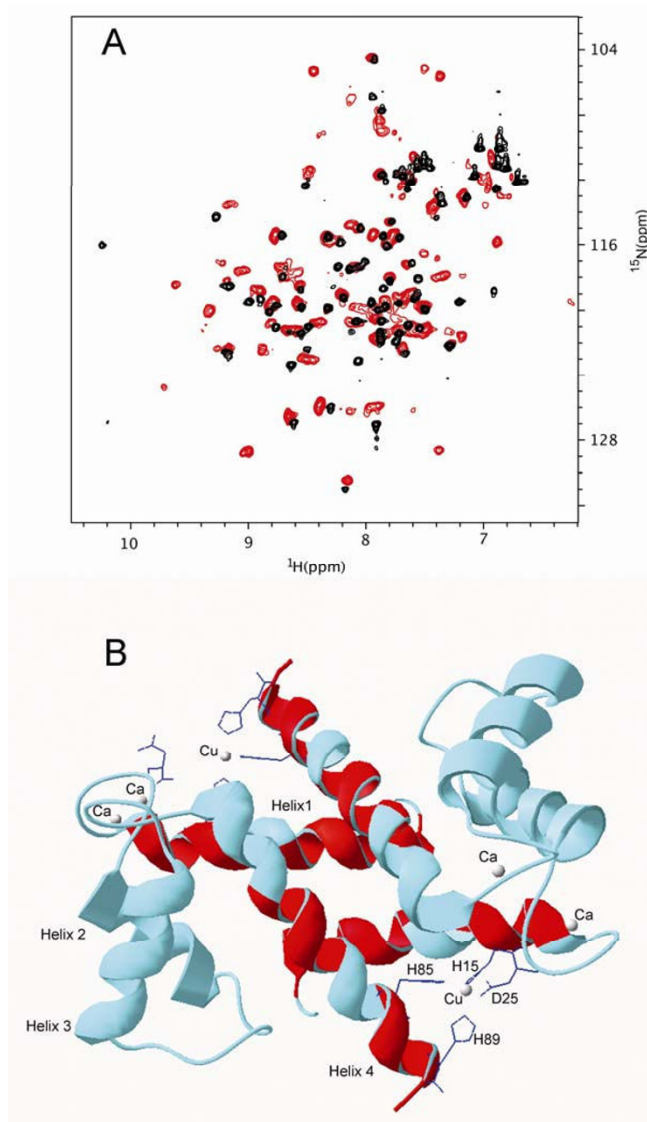 A
104
116
128
¹⁵N(ppm)
10
9
8
7
¹H(ppm)
B
Cu
Ca
Ca
Helix1
Ca
Ca
Helix 2
H85
H15
Cu
D25
Helix 3
H89
Helix 4